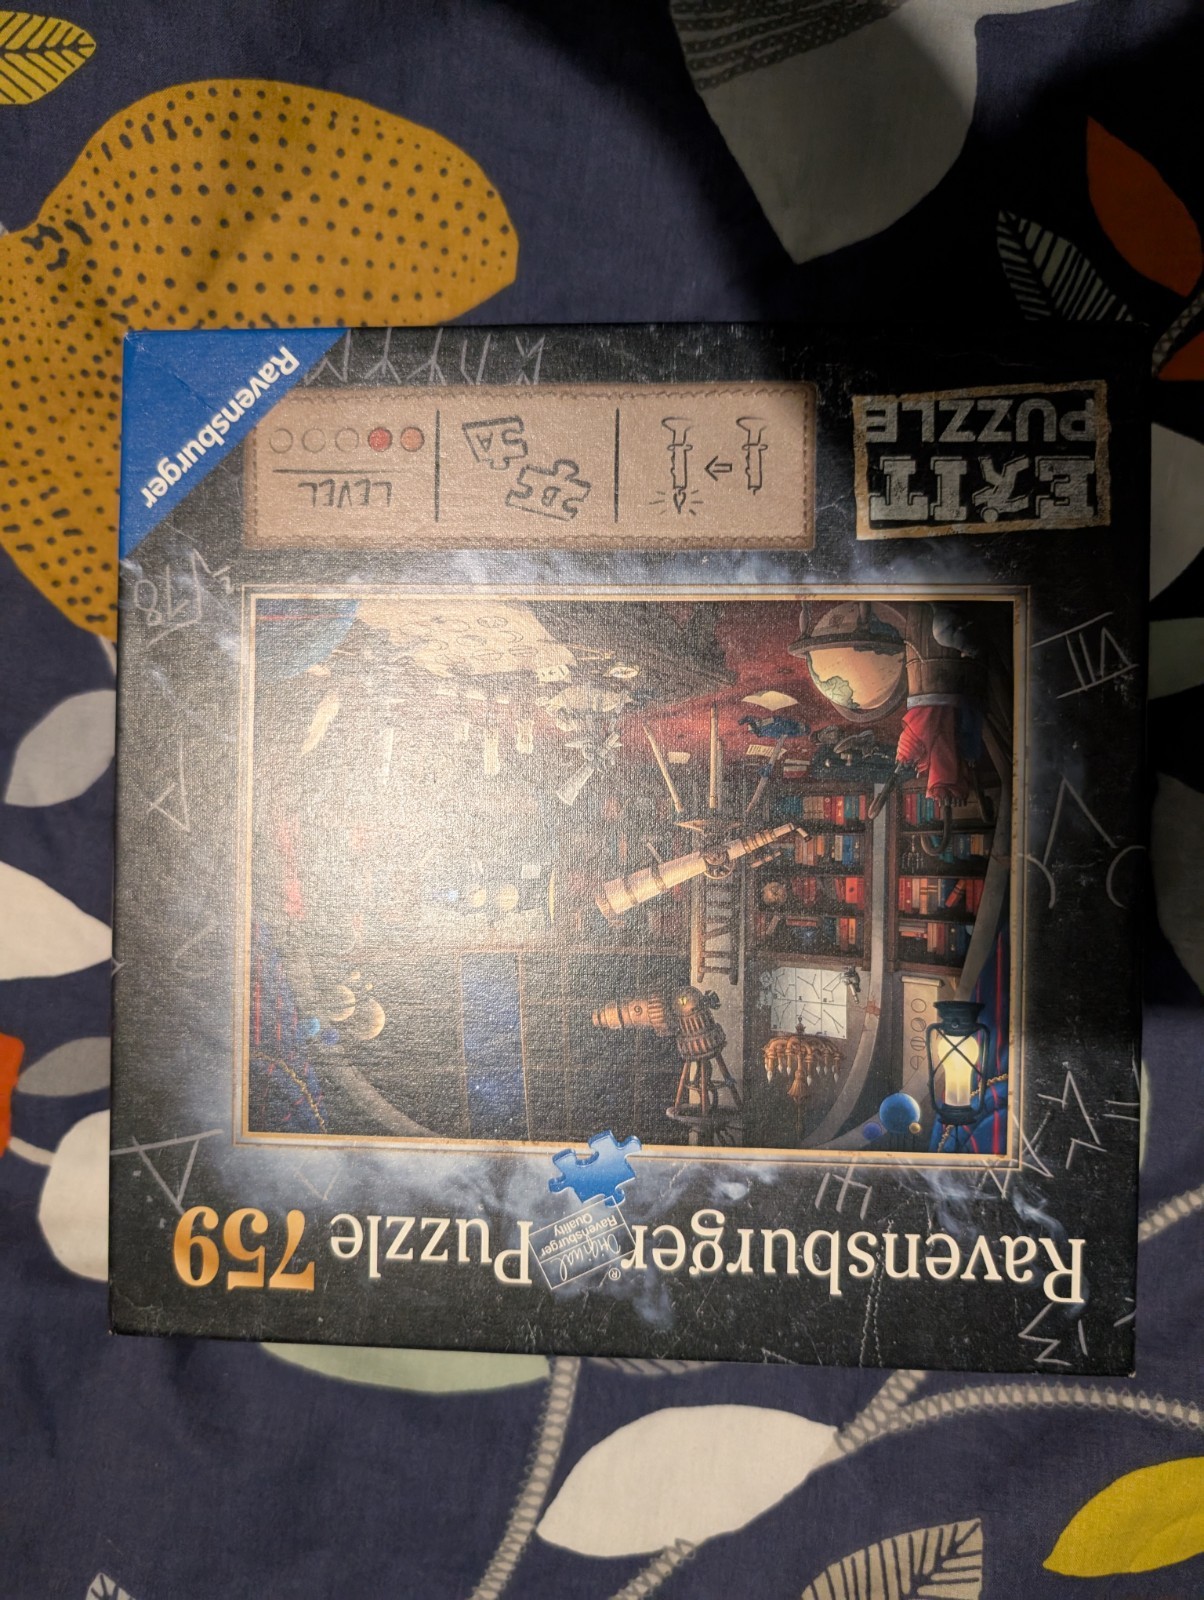 EXIT
PUZZLE
LEVEL
Ravensburger
Ravensburger® Puzzle 759
Original
Ravensburger
Quality
A